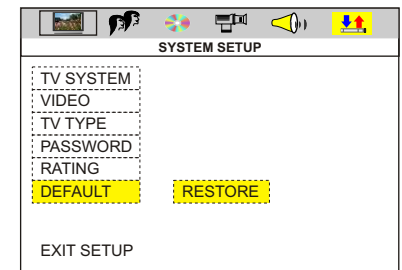 SYSTEM SETUP
TV SYSTEM
VIDEO
TV TYPE
PASSWORD
RATING
DEFAULT RESTORE
EXIT SETUP